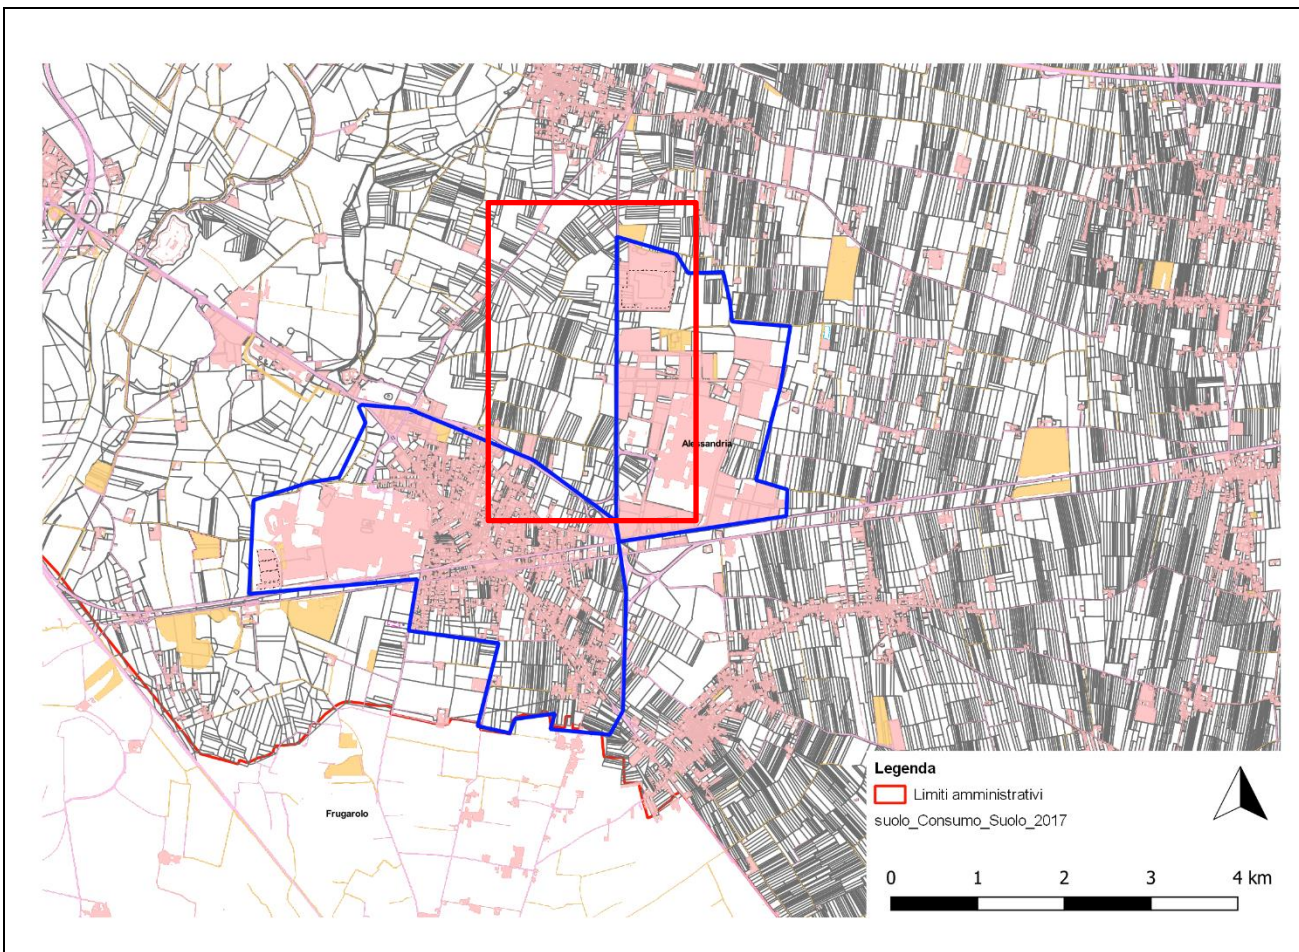 Alessandria
Frugarolo
Legenda
Limiti amministrativi
suolo_Consumo_Suolo_2017
0 1 2 3 4 km